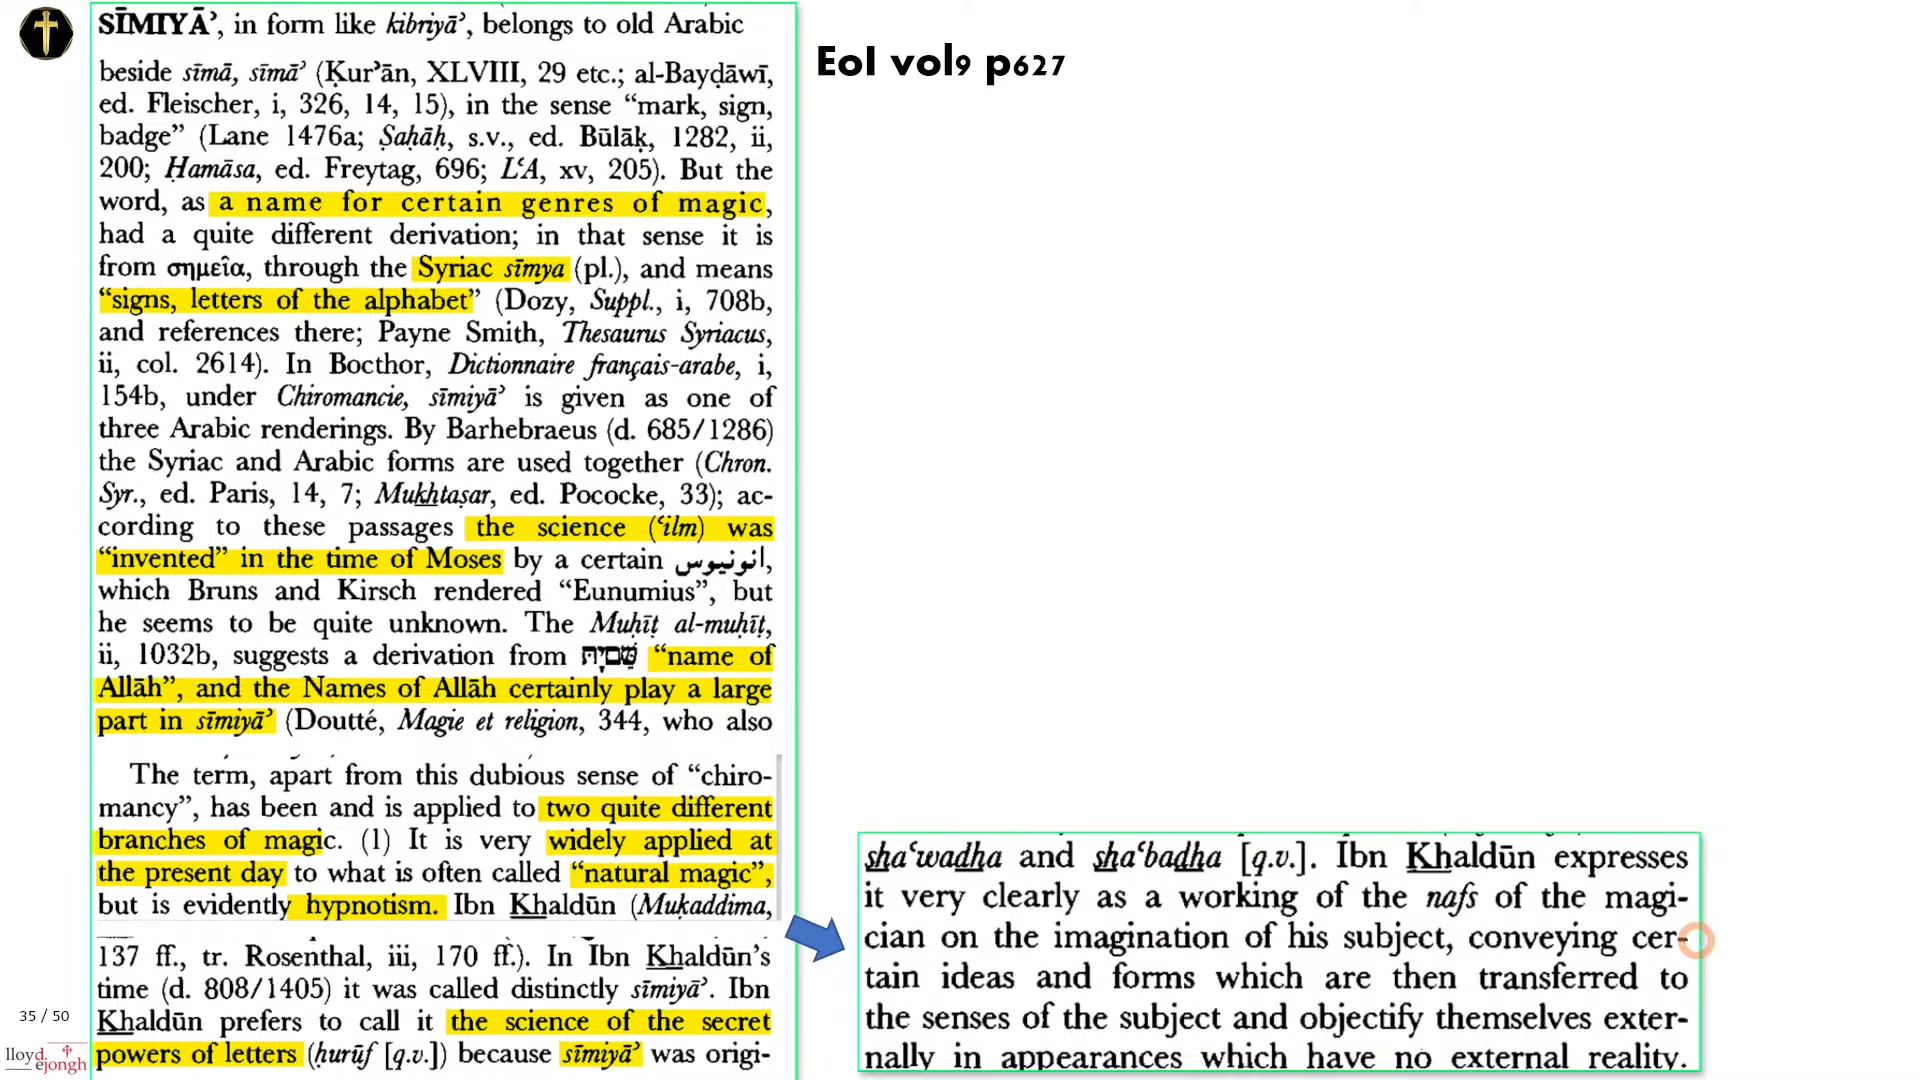 SĪMIYĀʾ, in form like kibriyāʾ, belongs to old Arabic
beside sīmā, sīmāʾ (Ḳurʾān, XLVIII, 29 etc.; al-Bayḍāwī,
ed. Fleischer, i, 326, 14, 15), in the sense “mark, sign,
badge” (Lane 1476a; Ṣaḥāḥ, s.v., ed. Būlāḳ, 1282, ii,
200; Ḥamāsa, ed. Freytag, 696; LʿA, xv, 205). But the
word, as a name for certain genres of magic,
had a quite different derivation; in that sense it is
from σημεῖα, through the Syriac sīmya (pl.), and means
“signs, letters of the alphabet” (Dozy, Suppl., i, 708b,
and references there; Payne Smith, Thesaurus Syriacus,
ii, col. 2614). In Bocthor, Dictionnaire français-arabe, i,
154b, under Chiromancie, sīmiyāʾ is given as one of
three Arabic renderings. By Barhebraeus (d. 685/1286)
the Syriac and Arabic forms are used together (Chron.
Syr., ed. Paris, 14, 7; Mukhtaṣar, ed. Pococke, 33); ac-
cording to these passages the science (ʿilm) was
“invented” in the time of Moses by a certain انونيوس,
which Bruns and Kirsch rendered “Eunumius”, but
he seems to be quite unknown. The Muḥīṭ al-muḥīṭ,
ii, 1032b, suggests a derivation from שֵׁםיָהּ “name of
Allāh”, and the Names of Allāh certainly play a large
part in sīmiyāʾ (Doutté, Magie et religion, 344, who also
The term, apart from this dubious sense of “chiro-
mancy”, has been and is applied to two quite different
branches of magic. (1) It is very widely applied at
the present day to what is often called “natural magic”,
but is evidently hypnotism. Ibn Khaldūn (Muḳaddima,
137 ff., tr. Rosenthal, iii, 170 ff.). In Ibn Khaldūn’s
time (d. 808/1405) it was called distinctly sīmiyāʾ. Ibn
Khaldūn prefers to call it the science of the secret
powers of letters (ḥurūf [q.v.]) because sīmiyāʾ was origi-
EoI vol9 p627
shaʿwadha and shaʿbadha [q.v.]. Ibn Khaldūn expresses
it very clearly as a working of the nafs of the magi-
cian on the imagination of his subject, conveying cer-
tain ideas and forms which are then transferred to
the senses of the subject and objectify themselves exter-
nally in appearances which have no external reality.
35 / 50
lloyd
ejongh